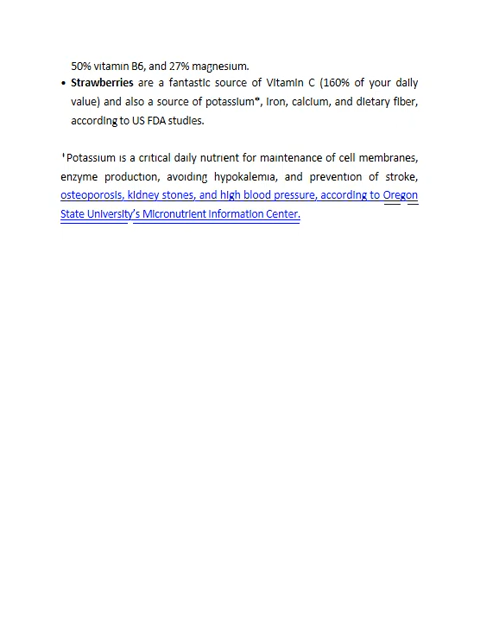 50% vitamin B6, and 27% magnesium.
• Strawberries are a fantastic source of Vitamin C (160% of your daily
value) and also a source of potassium*, iron, calcium, and dietary fiber,
according to US FDA studies.
*Potassium is a critical daily nutrient for maintenance of cell membranes,
enzyme production, avoiding hypokalemia, and prevention of stroke,
osteoporosis, kidney stones, and high blood pressure, according to Oregon
State University's Micronutrient Information Center.